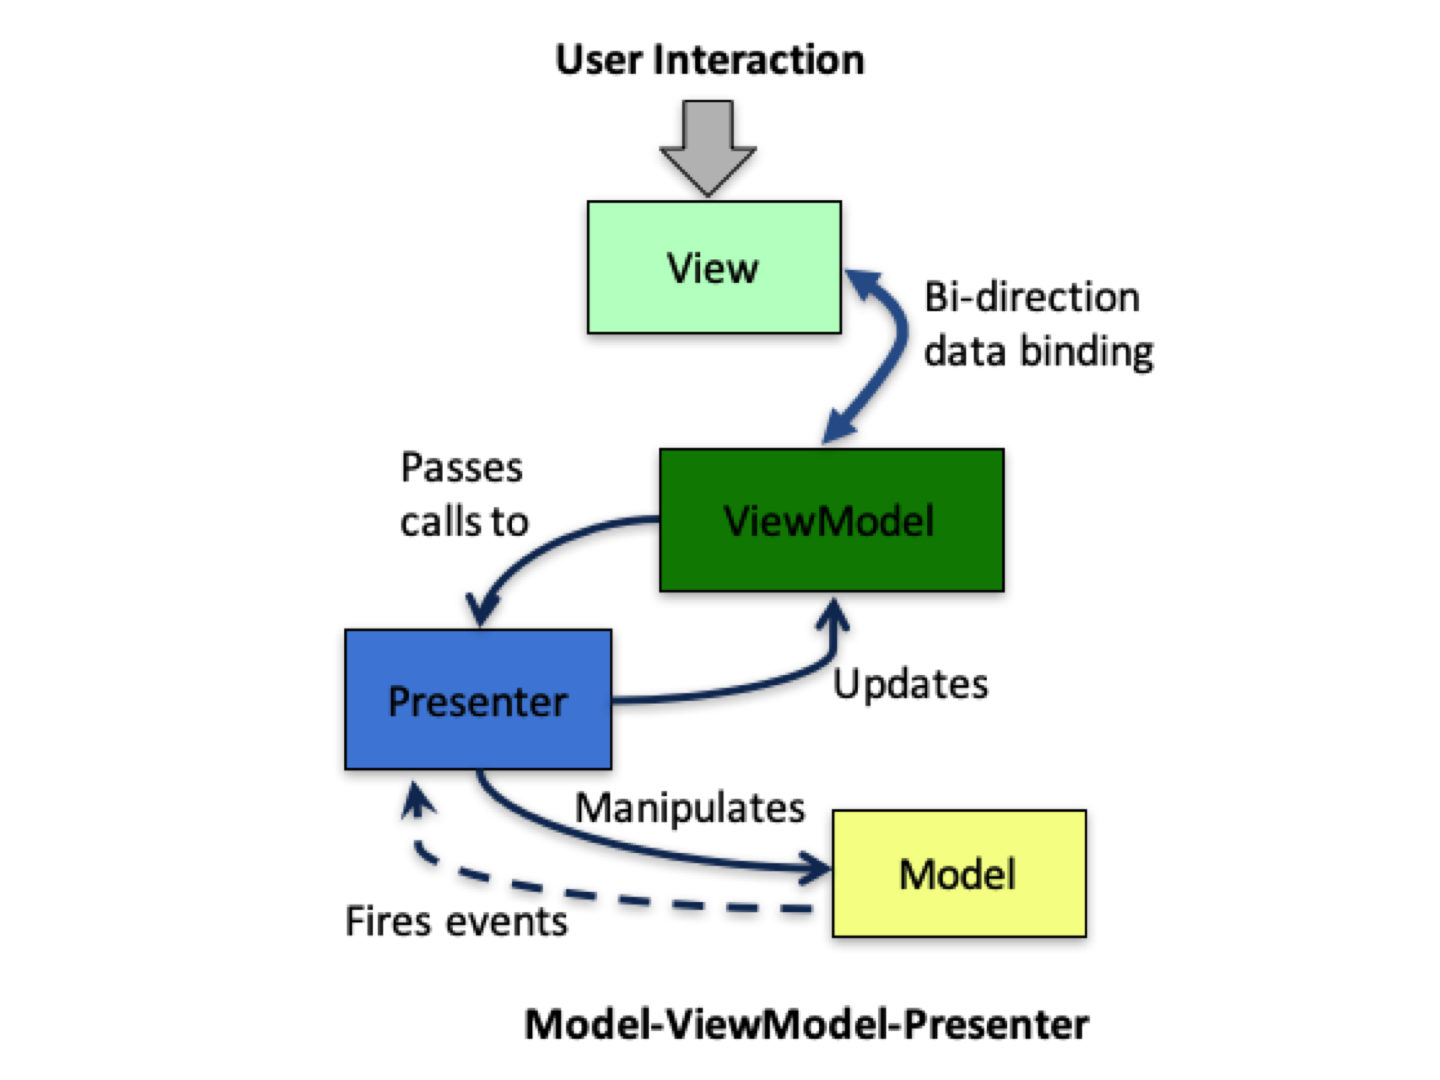 User Interaction
View
Bi-direction
data binding
Passes
calls to
ViewModel
Presenter
Updates
Manipulates
Model
Fires events
Model-ViewModel-Presenter